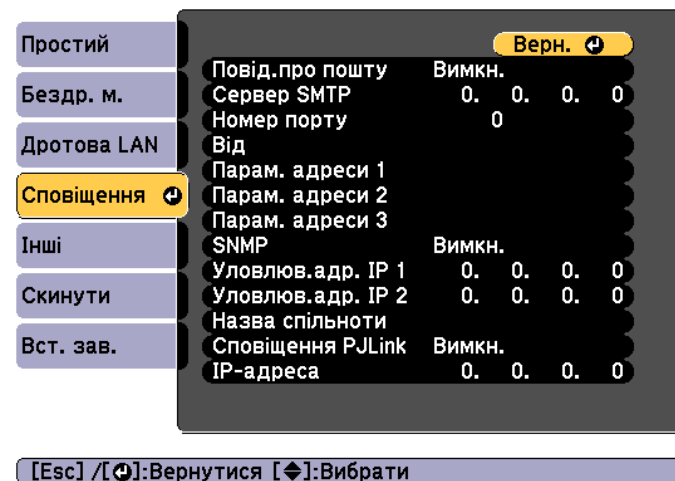 Простий
Бездр. м.
Дротова LAN
Сповіщення
Інші
Скинути
Вст. зав.
Верн.
Повід.про пошту Вимкн.
Сервер SMTP 0. 0. 0. 0
Номер порту 0
Від
Парам. адреси 1
Парам. адреси 2
Парам. адреси 3
SNMP Вимкн.
Уловлюв.адр. IP 1 0. 0. 0. 0
Уловлюв.адр. IP 2 0. 0. 0. 0
Назва спільноти
Сповіщення PJLink Вимкн.
IP-адреса 0. 0. 0. 0
[Esc] /[]:Вернутися []:Вибрати